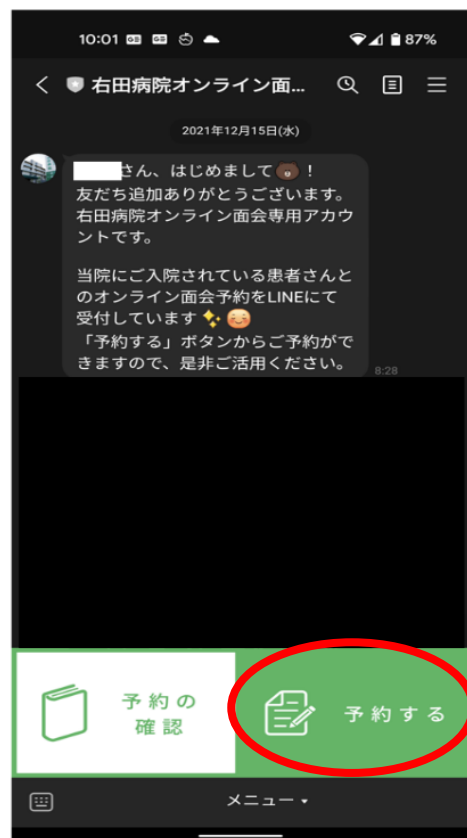 10:01 87%
右田病院オンライン面...
2021年12月15日(水)
さん、はじめまして🐻！
友だち追加ありがとうございます。
右田病院オンライン面会専用アカウ
ントです。
当院にご入院されている患者さんと
のオンライン面会予約をLINEにて
受付しています✨😊
「予約する」ボタンからご予約がで
きますので、是非ご活用ください。
8:28
予約の
確認
予約する
メニュー ▾